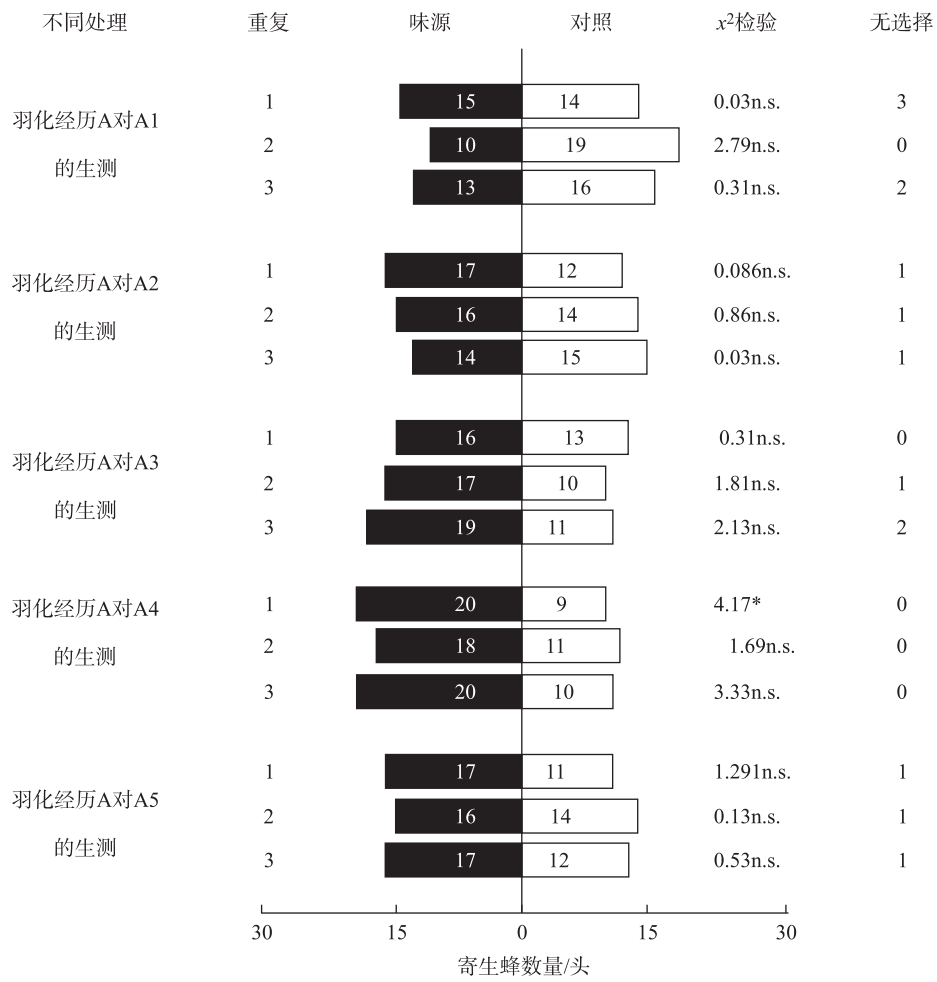 不同处理 重复 味源 对照 x²检验 无选择
1 15 14 0.03n.s. 3
羽化经历A对A1
2 10 19 2.79n.s. 0
的生测
3 13 16 0.31n.s. 2
1 17 12 0.086n.s. 1
羽化经历A对A2
2 16 14 0.86n.s. 1
的生测
3 14 15 0.03n.s. 1
1 16 13 0.31n.s. 0
羽化经历A对A3
2 17 10 1.81n.s. 1
的生测
3 19 11 2.13n.s. 2
羽化经历A对A4
1 20 9 4.17* 0
的生测
2 18 11 1.69n.s. 0
3 20 10 3.33n.s. 0
1 17 11 1.291n.s. 1
羽化经历A对A5
2 16 14 0.13n.s. 1
的生测
3 17 12 0.53n.s. 1
30 15 0 15 30
寄生蜂数量/头